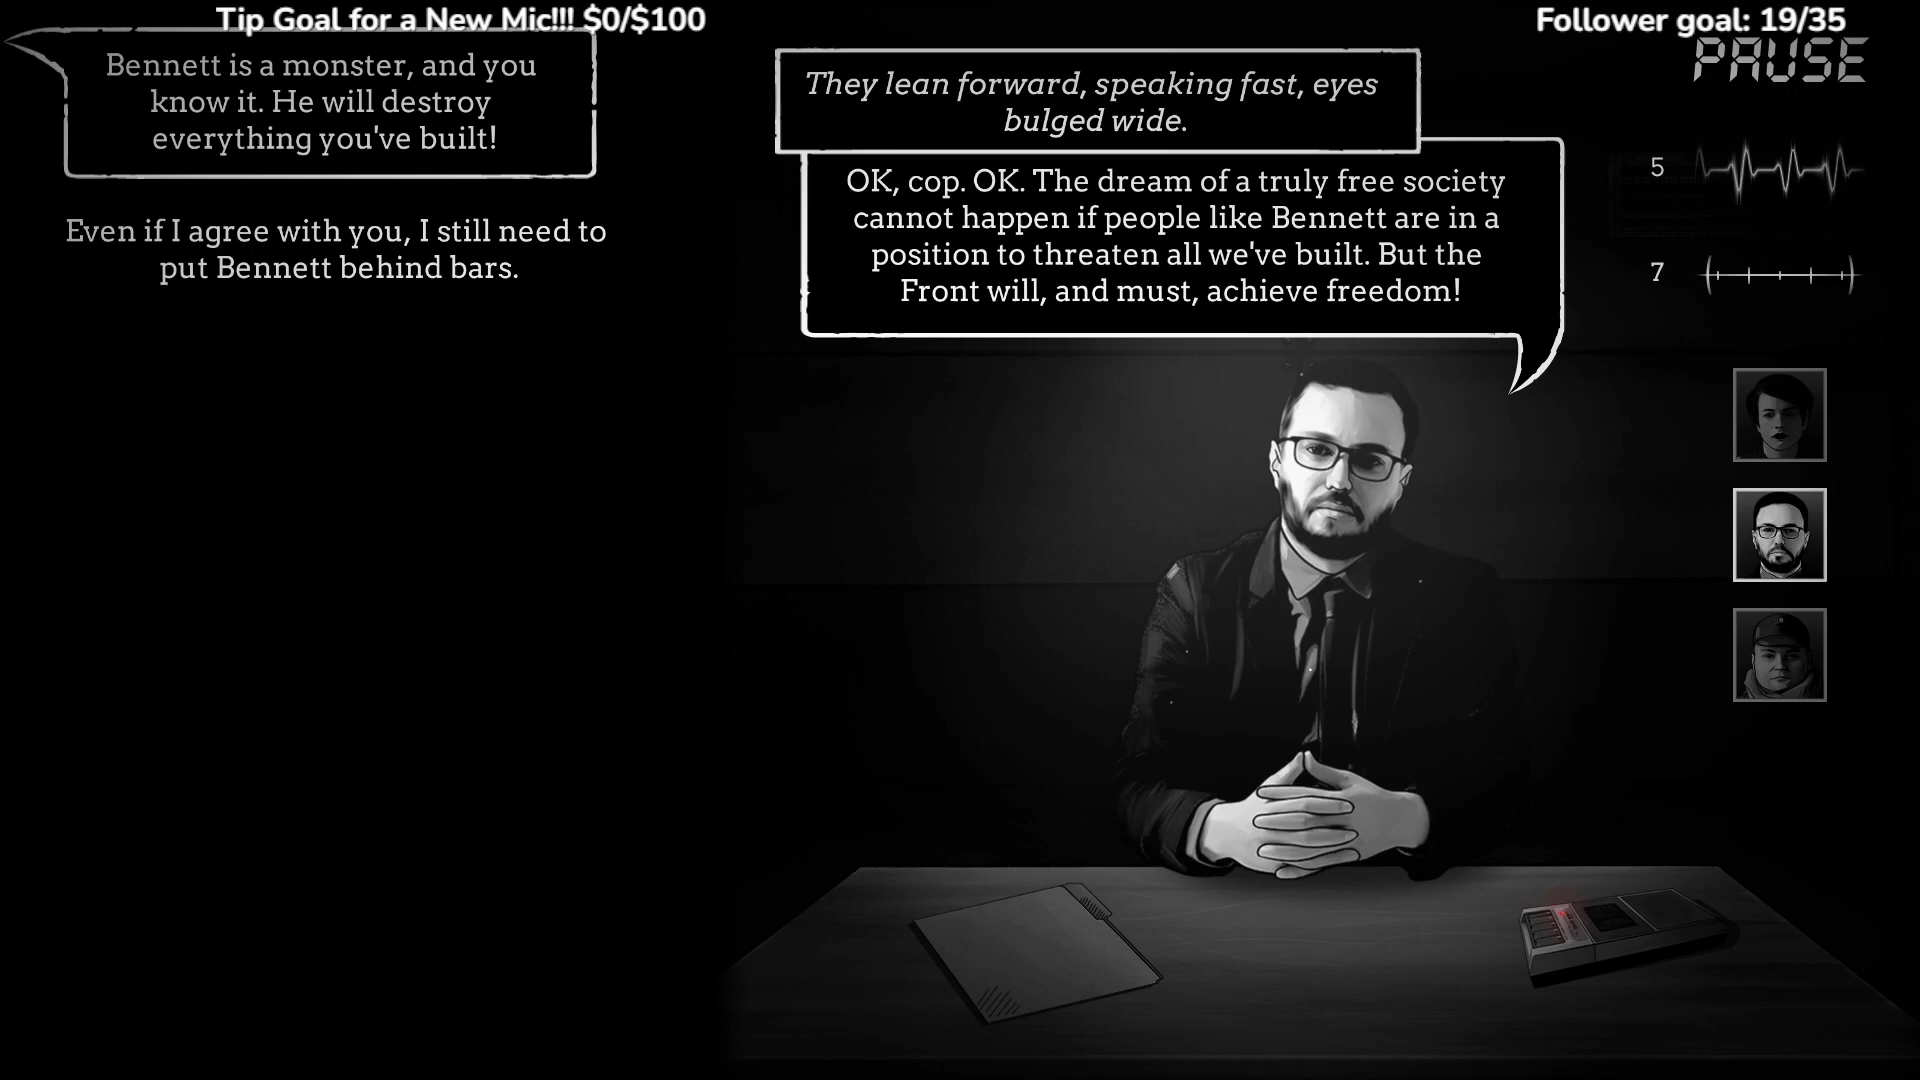 Tip Goal for a New Mic!!! $0/$100
Follower goal: 19/35
PAUSE
Bennett is a monster, and you
know it. He will destroy
everything you've built!
Even if I agree with you, I still need to
put Bennett behind bars.
They lean forward, speaking fast, eyes
bulged wide.
OK, cop. OK. The dream of a truly free society
cannot happen if people like Bennett are in a
position to threaten all we've built. But the
Front will, and must, achieve freedom!
5
7